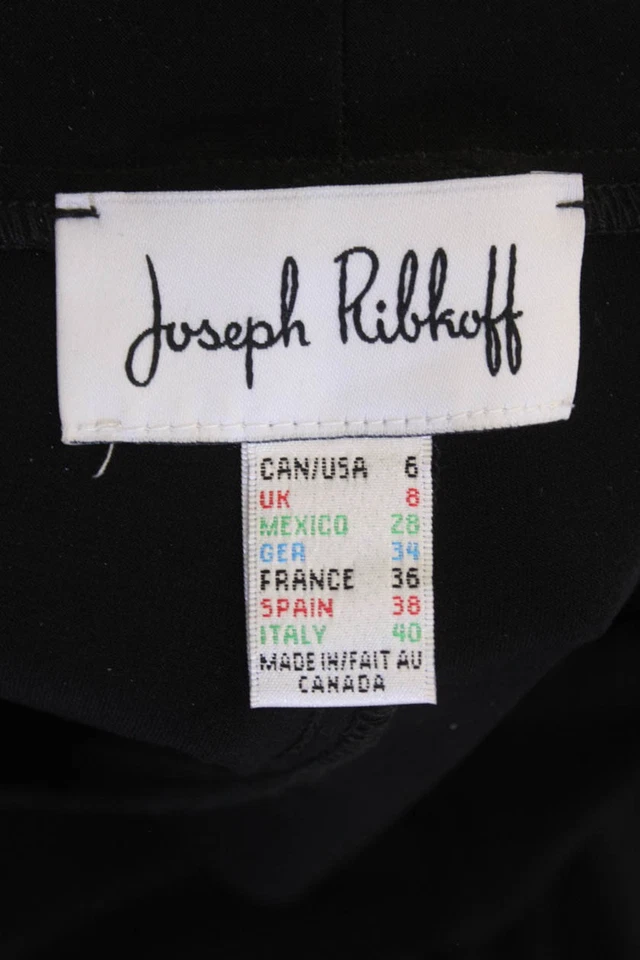 Joseph Ribkoff
CAN/USA 6
UK 8
MEXICO 28
GER 34
FRANCE 36
SPAIN 38
ITALY 40
MADE IN/FAIT AU
CANADA